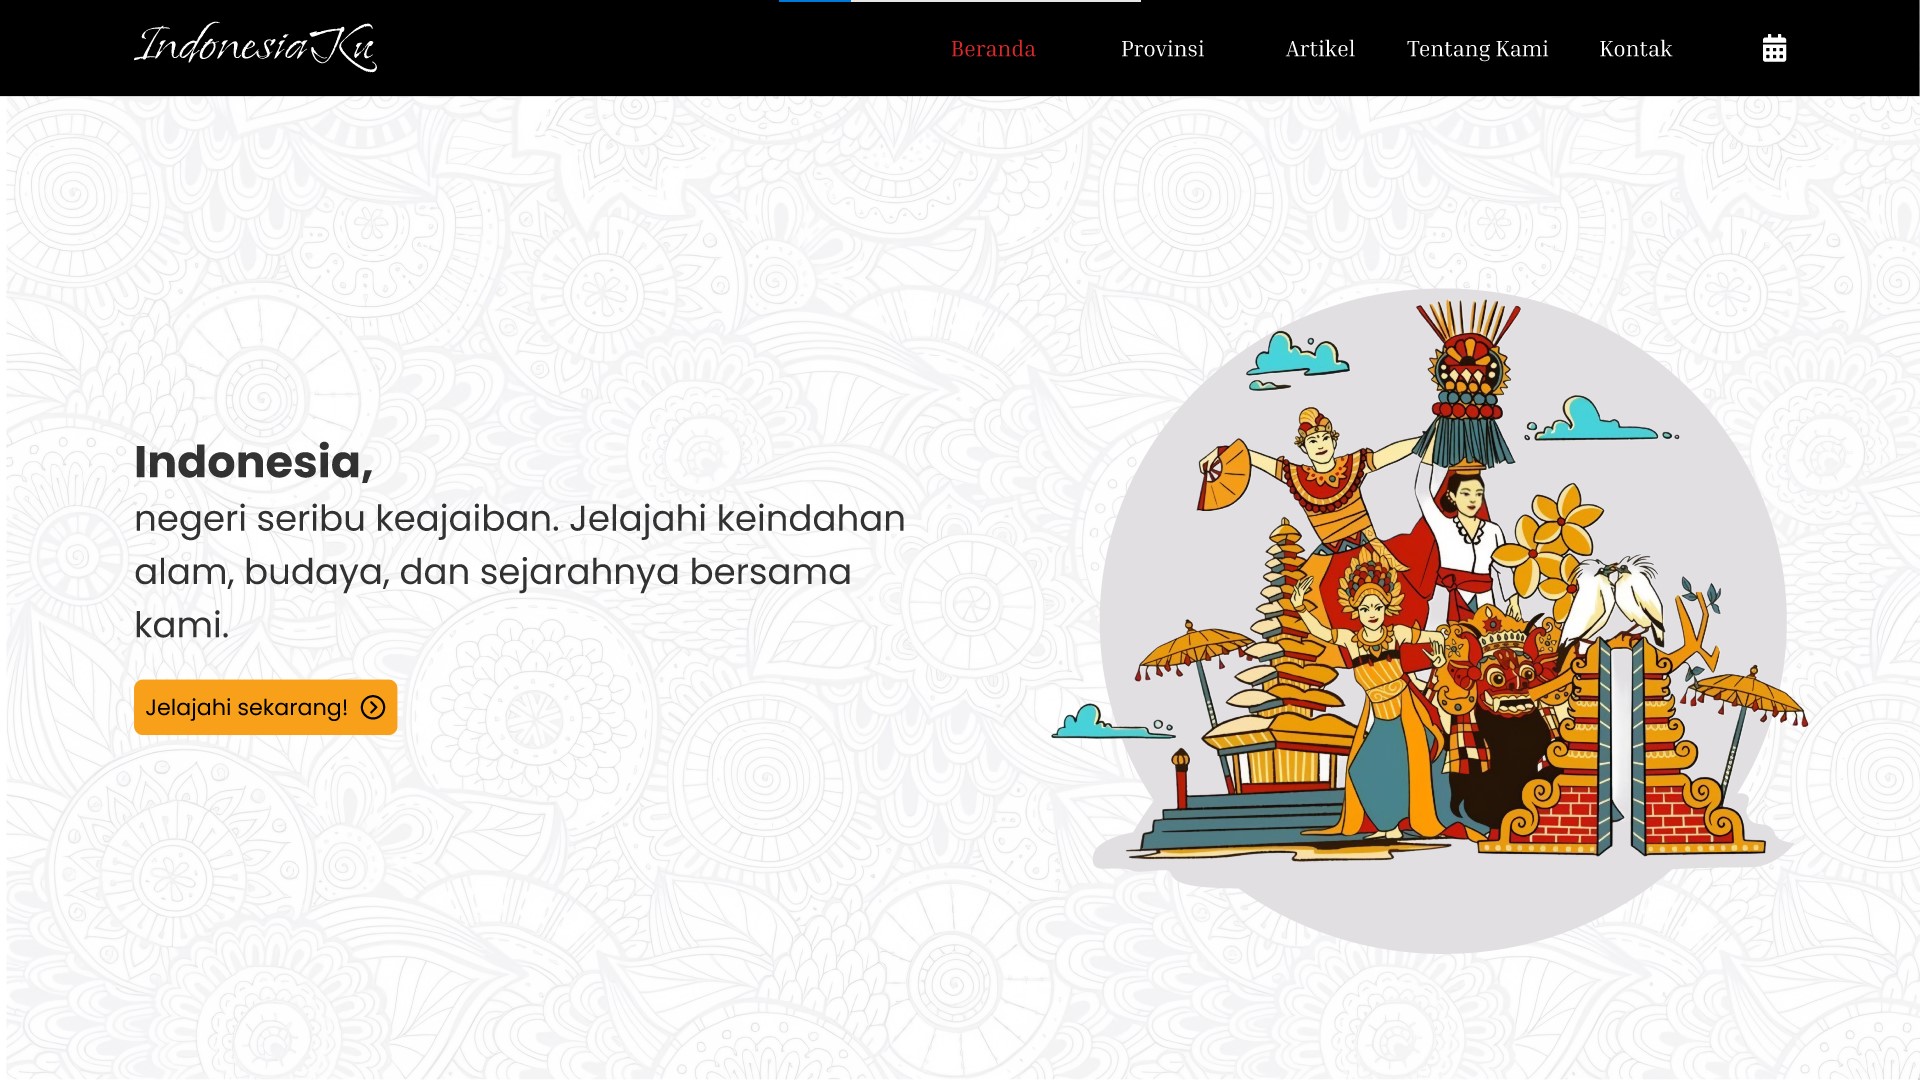 IndonesiaKu
Beranda Provinsi Artikel Tentang Kami Kontak
Indonesia,
negeri seribu keajaiban. Jelajahi keindahan
alam, budaya, dan sejarahnya bersama
kami.
Jelajahi sekarang!